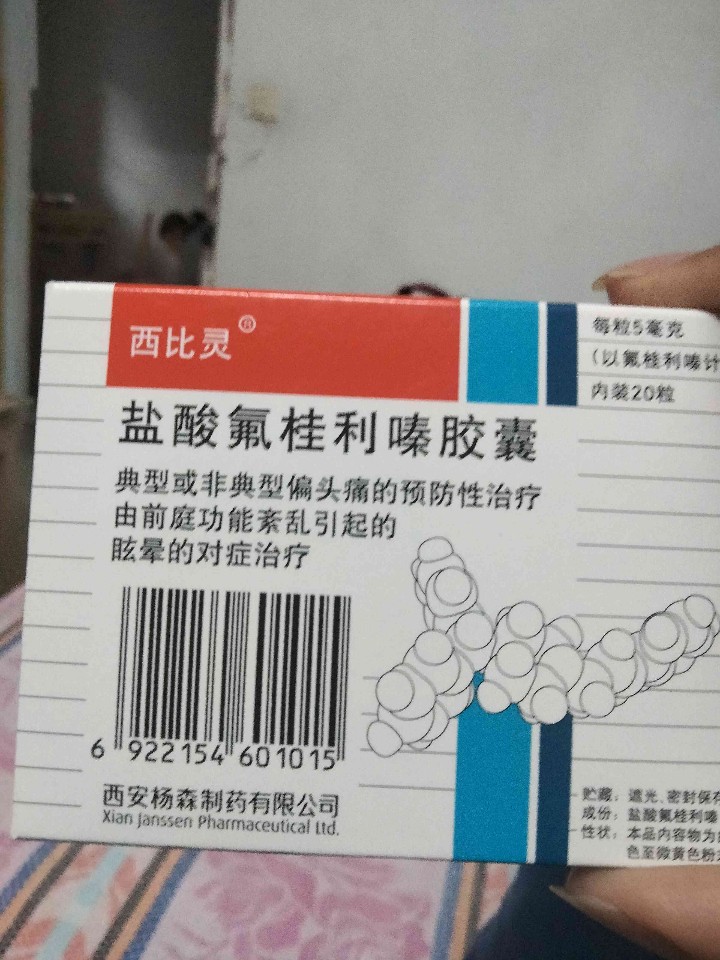 西比灵®
每粒5毫克
(以氟桂利嗪计
内装20粒
盐酸氟桂利嗪胶囊
典型或非典型偏头痛的预防性治疗
由前庭功能紊乱引起的
眩晕的对症治疗
6 922154 601015
西安杨森制药有限公司
Xian Janssen Pharmaceutical Ltd.
贮藏：遮光、密封保存
成份：盐酸氟桂利嗪
性状：本品内容物为
色至微黄色粉